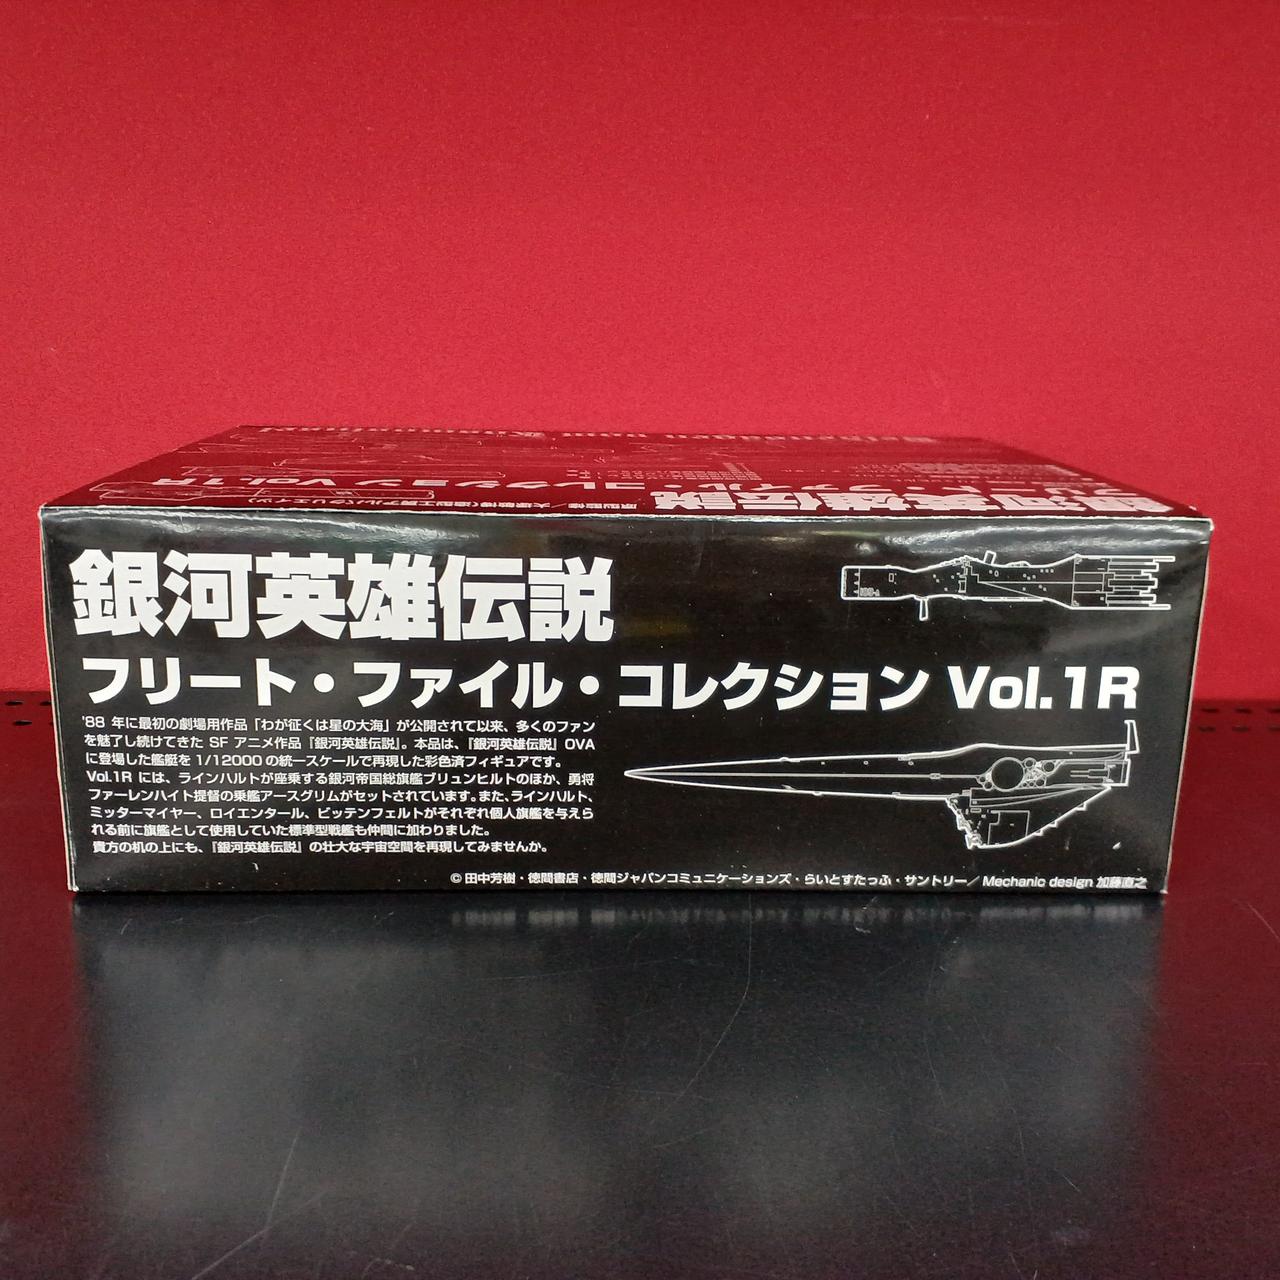 コレクション Vol.1R
銀河英雄伝説
銀河英雄伝説
フリート・ファイル・コレクション Vol.1R
'88 年に最初の劇場用作品「わが征くは星の大海」が公開されて以来、多くのファン
を魅了し続けてきた SF アニメ作品『銀河英雄伝説』。本品は、『銀河英雄伝説』OVA
に登場した艦艇を 1/12000 の統一スケールで再現した彩色済フィギュアです。
Vol.1R には、ラインハルトが座乗する銀河帝国総旗艦ブリュンヒルトのほか、勇将
ファーレンハイト提督の乗艦アースグリムがセットされています。また、ラインハルト、
ミッターマイヤー、ロイエンタール、ビッテンフェルトがそれぞれ個人旗艦を与えら
れる前に旗艦として使用していた標準型戦艦も仲間に加わりました。
貴方の机の上にも、『銀河英雄伝説』の壮大な宇宙空間を再現してみませんか。
© 田中芳樹・徳間書店・徳間ジャパンコミュニケーションズ・らいとすたっふ・サントリー／Mechanic design 加藤直之